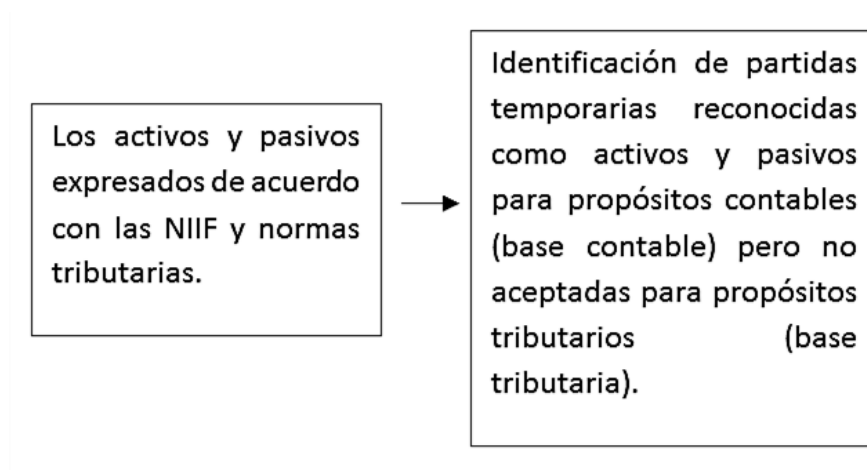 Los activos y pasivos
expresados de acuerdo
con las NIIF y normas
tributarias.
Identificación de partidas
temporarias reconocidas
como activos y pasivos
para propósitos contables
(base contable) pero no
aceptadas para propósitos
tributarios (base
tributaria).